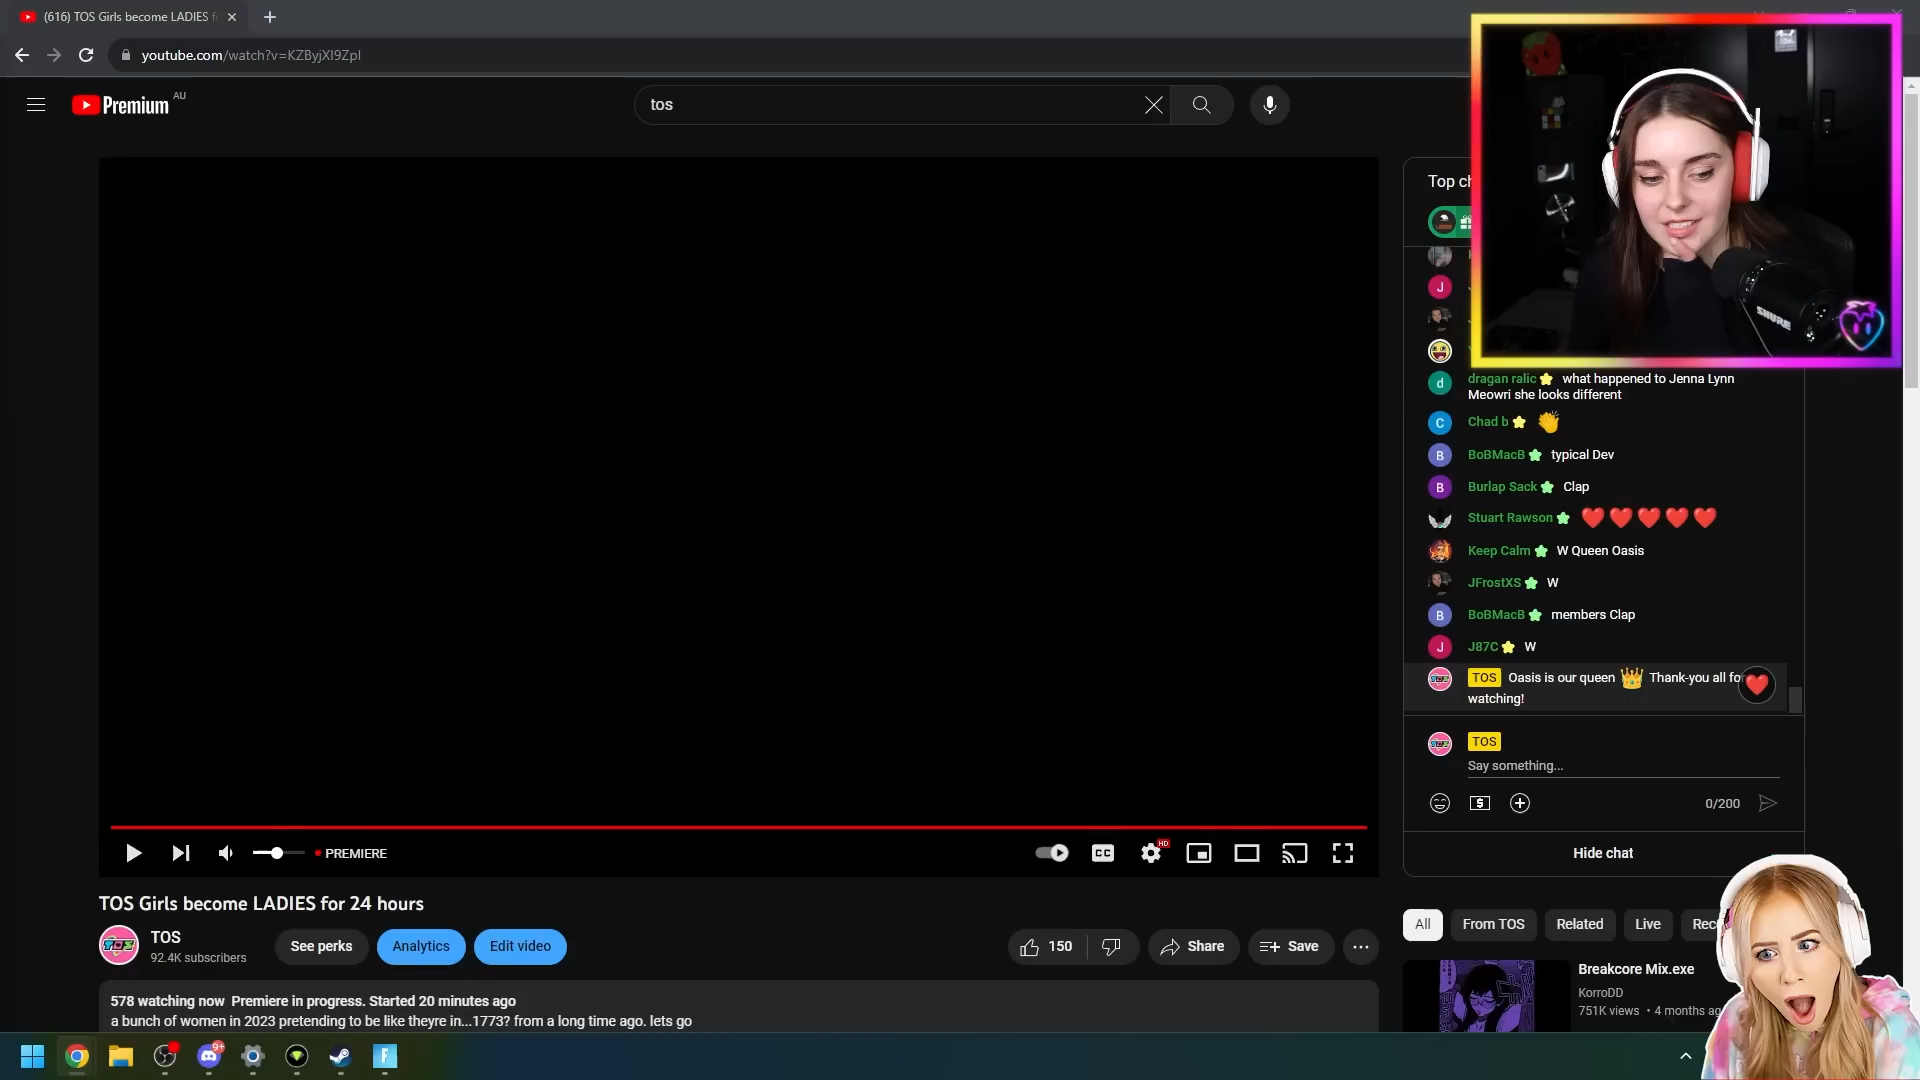 (616) TOS Girls become LADIES f
youtube.com/watch?v=KZByjXI9ZpI
Premium
AU
tos
Top ch
dragan ralic what happened to Jenna Lynn
Meowri she looks different
Chad b
BoBMacB typical Dev
Burlap Sack Clap
Stuart Rawson
Keep Calm W Queen Oasis
JFrostXS W
BoBMacB members Clap
J87C W
TOS Oasis is our queen Thank-you all for
watching!
TOS
Say something...
0/200
Hide chat
PREMIERE
CC
HD
SHURE
TOS Girls become LADIES for 24 hours
TOS
92.4K subscribers
See perks
Analytics
Edit video
150
Share
Save
578 watching now Premiere in progress. Started 20 minutes ago
a bunch of women in 2023 pretending to be like theyre in...1773? from a long time ago. lets go
All
From TOS
Related
Live
Rec
Breakcore Mix.exe
KorroDD
751K views • 4 months ag
9+